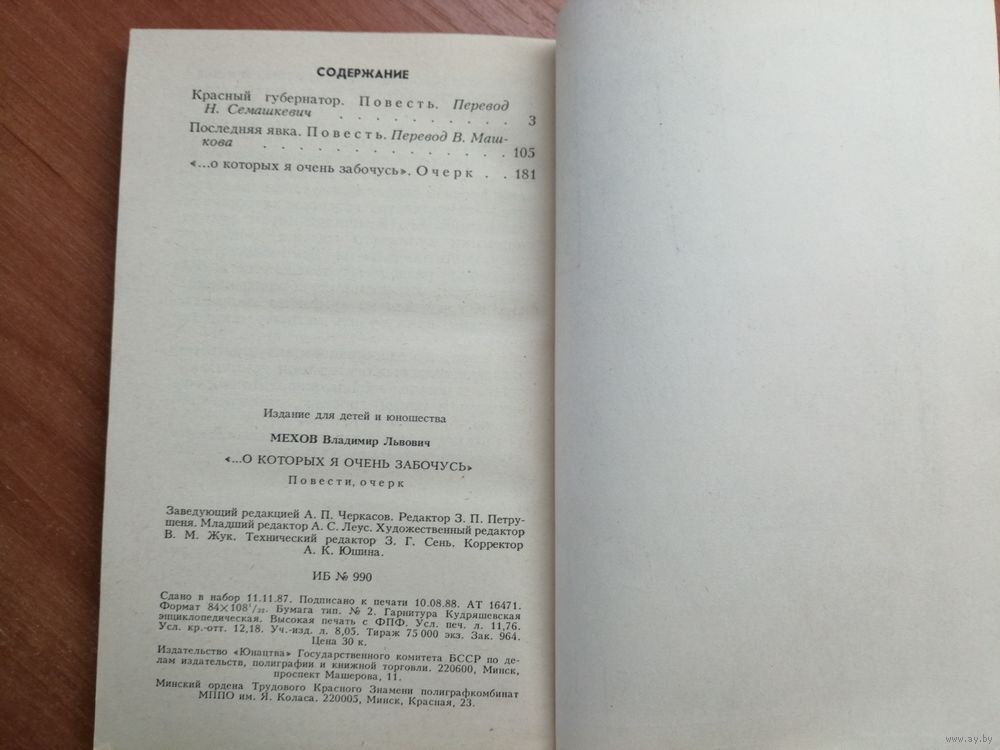 СОДЕРЖАНИЕ
Красный губернатор. Повесть. Перевод
Н. Семашкевич . . . . . . . . . . 3
Последняя явка. Повесть. Перевод В. Маш-
кова . . . . . . . . . . . . . . 105
«...о которых я очень забочусь». Очерк . . 181
Издание для детей и юношества
МЕХОВ Владимир Львович
«...О КОТОРЫХ Я ОЧЕНЬ ЗАБОЧУСЬ»
Повести, очерк
Заведующий редакцией А. П. Черкасов. Редактор З. П. Петру-
шеня. Младший редактор А. С. Леус. Художественный редактор
В. М. Жук. Технический редактор З. Г. Сень. Корректор
А. К. Юшина.
ИБ № 990
Сдано в набор 11.11.87. Подписано к печати 10.08.88. АТ 16471.
Формат 84×108¹/₃₂. Бумага тип. № 2. Гарнитура Кудряшевская
энциклопедическая. Высокая печать с ФПФ. Усл. печ. л. 11,76.
Усл. кр.-отт. 12,18. Уч.-изд. л. 8,05. Тираж 75 000 экз. Зак. 964.
Цена 30 к.
Издательство «Юнацтва» Государственного комитета БССР по де-
лам издательств, полиграфии и книжной торговли. 220600, Минск,
проспект Машерова, 11.
Минский ордена Трудового Красного Знамени полиграфкомбинат
МППО им. Я. Коласа. 220005, Минск, Красная, 23.
www.ay.by